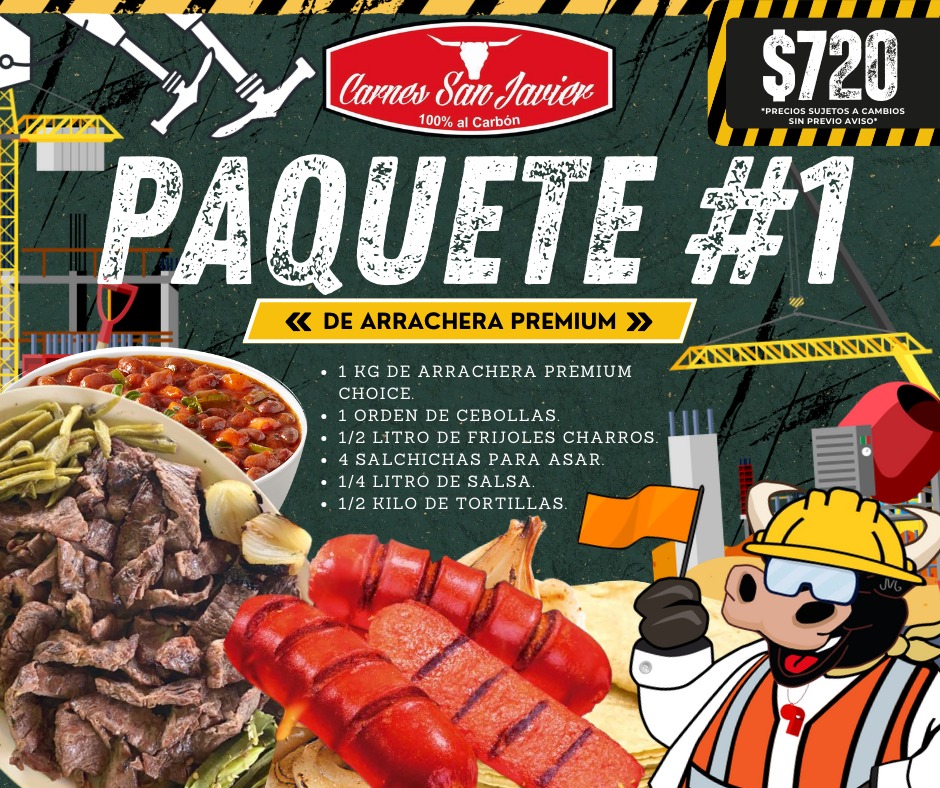 Carnes San Javier
100% al Carbón
$720
*PRECIOS SUJETOS A CAMBIOS
SIN PREVIO AVISO*
PAQUETE #1
« DE ARRACHERA PREMIUM »
• 1 KG DE ARRACHERA PREMIUM
CHOICE.
• 1 ORDEN DE CEBOLLAS.
• 1/2 LITRO DE FRIJOLES CHARROS.
• 4 SALCHICHAS PARA ASAR.
• 1/4 LITRO DE SALSA.
• 1/2 KILO DE TORTILLAS.